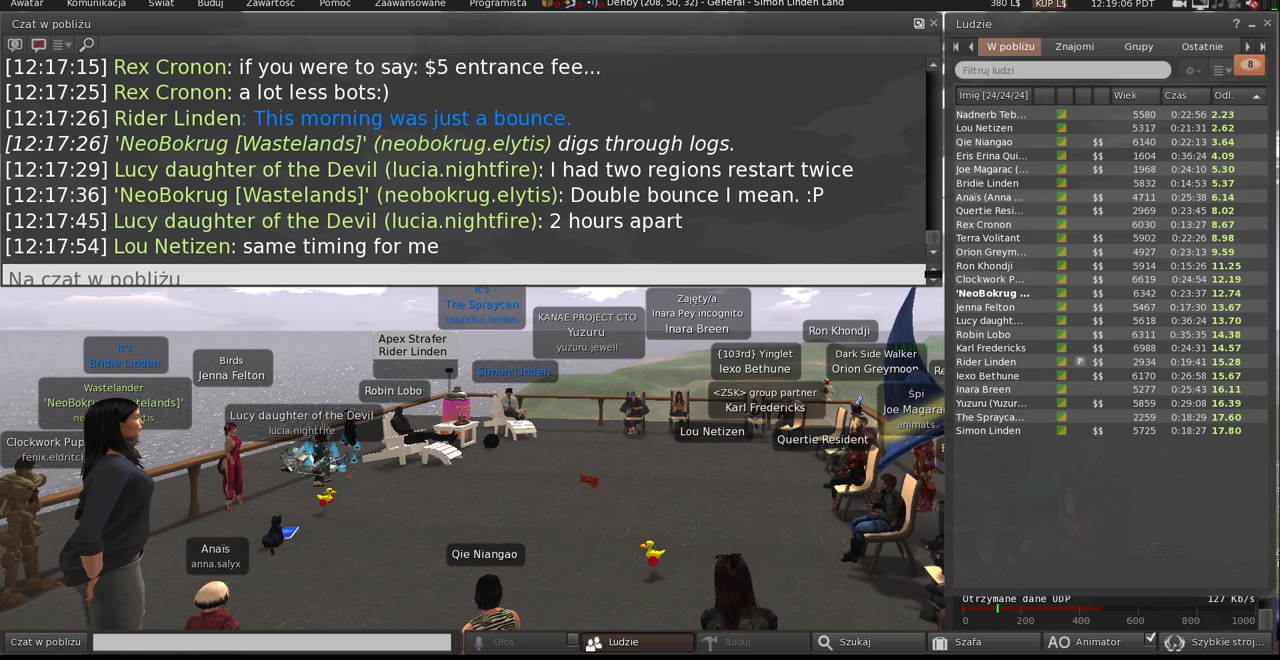 Awatar Komunikacja Świat Buduj Zawartość Pomoc Zaawansowane Programista Denby (208, 50, 32) - General - Simon Linden Land 380 L$ KUP L$ 12:19:06 PDT
Czat w pobliżu
[12:17:15] Rex Cronon: if you were to say: $5 entrance fee...
[12:17:25] Rex Cronon: a lot less bots:)
[12:17:26] Rider Linden: This morning was just a bounce.
[12:17:26] 'NeoBokrug [Wastelands]' (neobokrug.elytis) digs through logs.
[12:17:29] Lucy daughter of the Devil (lucia.nightfire): I had two regions restart twice
[12:17:36] 'NeoBokrug [Wastelands]' (neobokrug.elytis): Double bounce I mean. :P
[12:17:45] Lucy daughter of the Devil (lucia.nightfire): 2 hours apart
[12:17:54] Lou Netizen: same timing for me
Na czat w pobliżu
It's
The Spraycan
mazidox.linden
KANAE PROJECT CTO
Yuzuru
yuzuru.jewell
Zajęty/a
Inara Pey incognito
Inara Breen
Ron Khondji
It's
Bridie Linden
Birds
Jenna Felton
Apex Strafer
Rider Linden
Simon Linden
{103rd} Yinglet
Iexo Bethune
Dark Side Walker
Orion Greymoon
Wastelander
'NeoBokrug [Wastelands]'
Robin Lobo
<ZSK> group partner
Karl Fredericks
Śpi
Joe Magara
animats.
Lucy daughter of the Devil
lucia.nightfire
Lou Netizen
Quertie Resident
Clockwork Pup
fenix.eldritch
Anaïs
anna.salyx
Qie Niangao
Ludzie
? _ ×
W pobliżu Znajomi Grupy Ostatnie
Filtruj ludzi
8
Imię [24/24/24] Wiek Czas Odl.
Nadnerb Teb... 5580 0:22:56 2.23
Lou Netizen 5317 0:21:31 2.62
Qie Niangao $$ 6140 0:22:13 3.64
Eris Erina Qui... $$ 1604 0:36:24 4.09
Joe Magarac (... $$ 1968 0:24:10 5.30
Bridie Linden 5832 0:14:53 5.37
Anaïs (Anna ... $$ 4711 0:25:38 6.14
Quertie Resi... $$ 2969 0:23:45 8.02
Rex Cronon 6030 0:13:27 8.67
Terra Volitant $$ 5902 0:22:26 8.98
Orion Greym... $$ 4927 0:23:13 9.59
Ron Khondji $$ 5914 0:15:26 11.25
Clockwork P... $$ 6619 0:24:54 12.19
'NeoBokrug ... $$ 6342 0:23:37 12.74
Jenna Felton $$ 5467 0:17:30 13.67
Lucy daught... $$ 5618 0:36:24 13.70
Robin Lobo $$ 6311 0:35:35 14.38
Karl Fredericks $$ 6988 0:24:31 14.57
Rider Linden P $$ 2934 0:19:41 15.28
Iexo Bethune $$ 6170 0:26:58 15.67
Inara Breen 5277 0:25:43 16.11
Yuzuru (Yuzur... $$ 5859 0:29:08 16.39
The Sprayca... 2259 0:18:29 17.60
Simon Linden $$ 5725 0:18:27 17.80
Otrzymane dane UDP 127 Kb/s
0 200 400 600 800 1000
Czat w pobliżu Głos Ludzie Buduj Szukaj Szafa AO Animator Szybkie stroj...